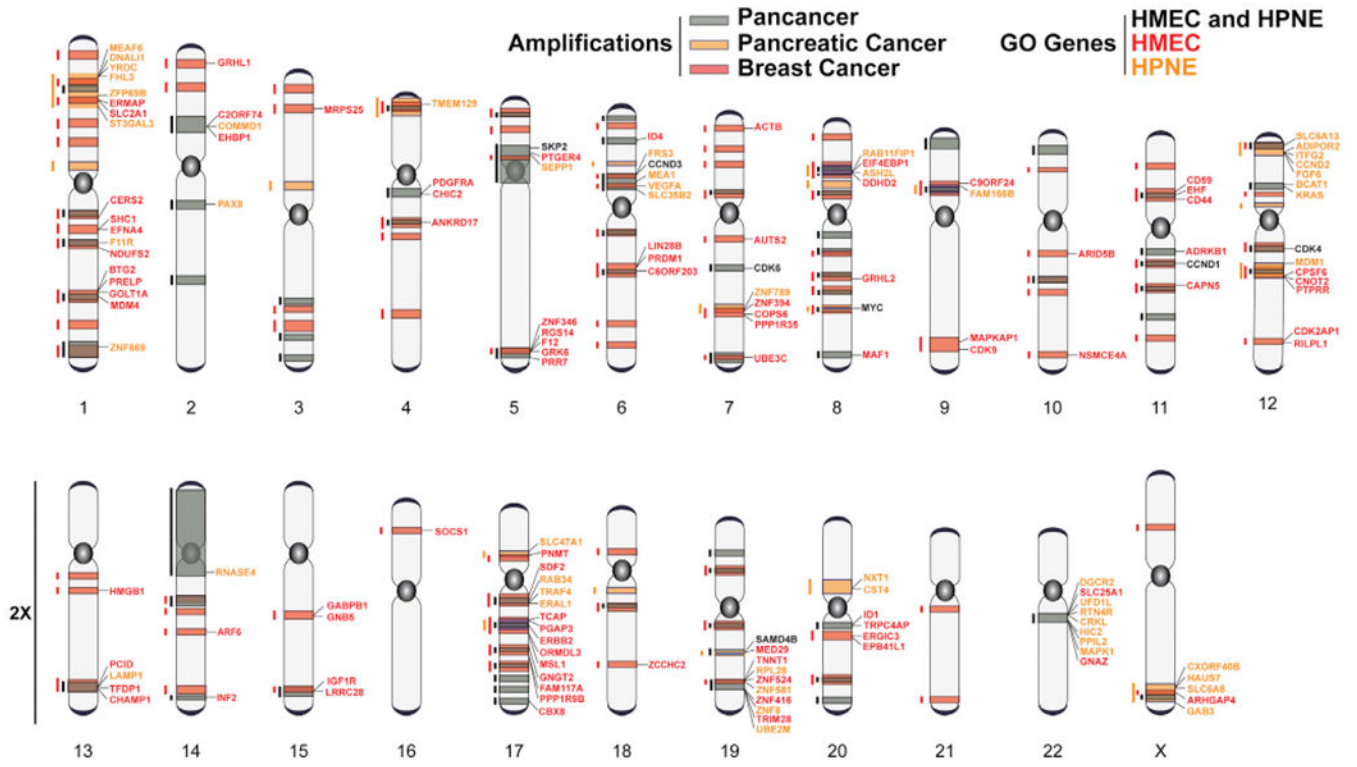 Amplifications
Pancancer
Pancreatic Cancer
Breast Cancer
GO Genes
HMEC and HPNE
HMEC
HPNE
MEAF6
DNALI1
YRDC
FHL3
ZFP69B
ERMAP
SLC2A1
ST3GAL3
CERS2
SHC1
EFNA4
F11R
NDUFS2
BTG2
PRELP
GOLT1A
MDM4
ZNF669
1
GRHL1
C2ORF74
COMMD1
EHBP1
PAX8
2
MRPS25
3
TMEM129
PDGFRA
CHIC2
ANKRD17
4
SKP2
PTGER4
SEPP1
ZNF346
RGS14
F12
GRK6
PRR7
5
ID4
FRS3
CCND3
MEA1
VEGFA
SLC35B2
LIN28B
PRDM1
C6ORF203
6
ACTB
AUTS2
CDK6
ZNF789
ZNF394
COPS6
PPP1R35
UBE3C
7
RAB11FIP1
EIF4EBP1
ASH2L
DDHD2
GRHL2
MYC
MAF1
8
C9ORF24
FAM166B
MAPKAP1
CDK9
9
ARID5B
NSMCE4A
10
CD59
EHF
CD44
ADRKB1
CCND1
CAPN5
11
SLC6A13
ADIPOR2
ITFG2
CCND2
FGF6
BCAT1
KRAS
CDK4
MDM1
CPSF6
CNOT2
PTPRR
CDK2AP1
RILPL1
12
2X
HMGB1
PCID
LAMP1
TFDP1
CHAMP1
13
RNASE4
ARF6
INF2
14
GABPB1
GNB5
IGF1R
LRRC28
15
SOCS1
16
SLC47A1
PNMT
SDF2
RAB34
TRAF4
ERAL1
TCAP
PGAP3
ERBB2
ORMDL3
MSL1
GNGT2
FAM117A
PPP1R9B
CBX8
17
ZCCHC2
18
SAMD4B
MED29
TNNT1
RPL28
ZNF524
ZNF581
ZNF416
ZNF8
TRIM28
UBE2M
19
NXT1
CST4
ID1
TRPC4AP
ERGIC3
EPB41L1
20
21
DGCR2
SLC25A1
UFD1L
RTN4R
CRKL
HIC2
PPIL2
MAPK1
GNAZ
22
CXORF40B
HAUS7
SLC6A8
ARHGAP4
GAB3
X